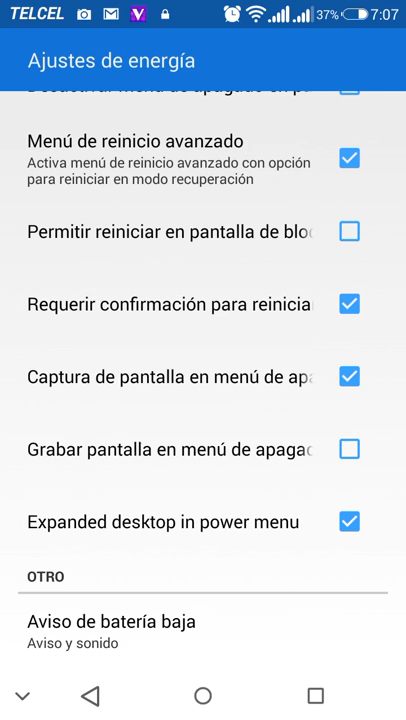 TELCEL
37%
7:07
Ajustes de energía
Menú de reinicio avanzado
Activa menú de reinicio avanzado con opción
para reiniciar en modo recuperación
Permitir reiniciar en pantalla de blo
Requerir confirmación para reinicia
Captura de pantalla en menú de apa
Grabar pantalla en menú de apagac
Expanded desktop in power menu
OTRO
Aviso de batería baja
Aviso y sonido